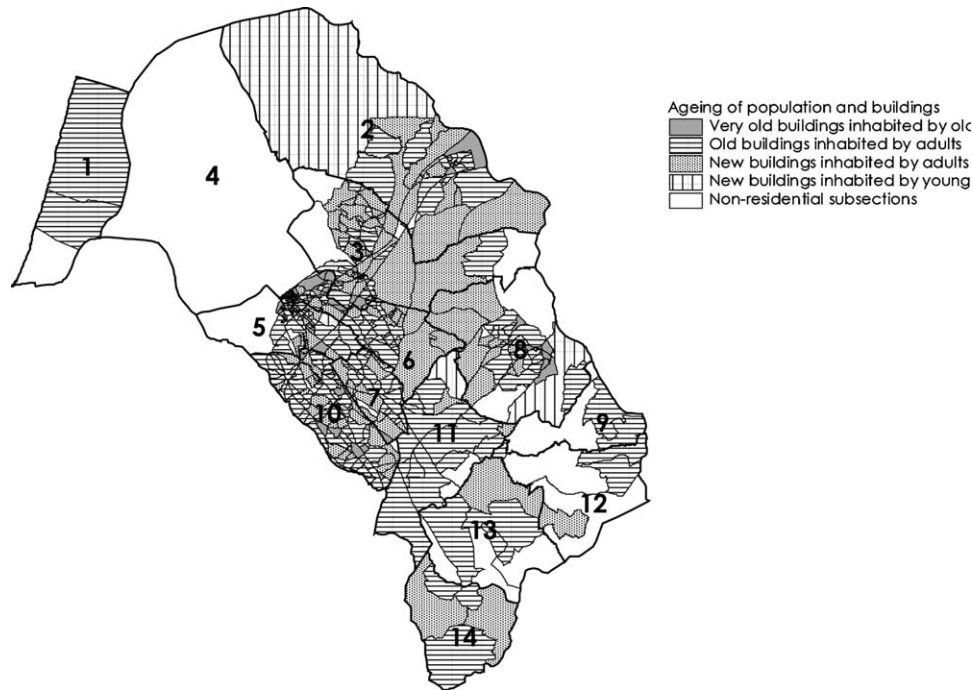 Ageing of population and buildings
Very old buildings inhabited by old
Old buildings inhabited by adults
New buildings inhabited by adults
New buildings inhabited by young
Non-residential subsections
1
2
3
4
5
6
7
8
9
10
11
12
13
14